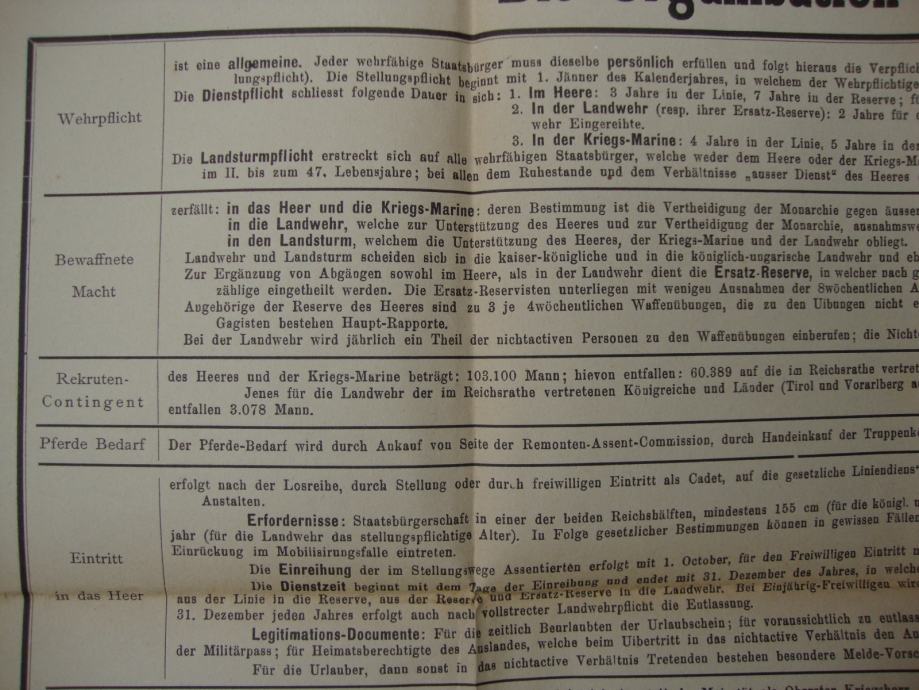 Die Organisation
Wehrpflicht
ist eine allgemeine. Jeder wehrfähige Staatsbürger muss dieselbe persönlich erfüllen und folgt hieraus die Verpflich
lungspflicht). Die Stellungspflicht beginnt mit 1. Jänner des Kalenderjahres, in welchem der Wehrpflichtige
Die Dienstpflicht schliesst folgende Dauer in sich: 1. Im Heere: 3 Jahre in der Linie, 7 Jahre in der Reserve; fü
2. In der Landwehr (resp. ihrer Ersatz-Reserve): 2 Jahre für d
wehr Eingereihte.
3. In der Kriegs-Marine: 4 Jahre in der Linie, 5 Jahre in der
Die Landsturmpflicht erstreckt sich auf alle wehrfähigen Staatsbürger, welche weder dem Heere oder der Kriegs-Ma
im II. bis zum 47. Lebensjahre; bei allen dem Ruhestande und dem Verhältnisse „ausser Dienst“ des Heeres
Bewaffnete
Macht
zerfällt: in das Heer und die Kriegs-Marine: deren Bestimmung ist die Vertheidigung der Monarchie gegen äusser
in die Landwehr, welche zur Unterstützung des Heeres und zur Vertheidigung der Monarchie, ausnahmswe
in den Landsturm, welchem die Unterstützung des Heeres, der Kriegs-Marine und der Landwehr obliegt.
Landwehr und Landsturm scheiden sich in die kaiser-königliche und in die königlich-ungarische Landwehr und eb
Zur Ergänzung von Abgängen sowohl im Heere, als in der Landwehr dient die Ersatz-Reserve, in welcher nach g
zählige eingetheilt werden. Die Ersatz-Reservisten unterliegen mit wenigen Ausnahmen der 8wöchentlichen A
Angehörige der Reserve des Heeres sind zu 3 je 4wöchentlichen Waffenübungen, die zu den Uibungen nicht e
Gagisten bestehen Haupt-Rapporte.
Bei der Landwehr wird jährlich ein Theil der nichtactiven Personen zu den Waffenübungen einberufen; die Nicht
Rekruten-
Contingent
des Heeres und der Kriegs-Marine beträgt: 103.100 Mann; hievon entfallen: 60.389 auf die im Reichsrathe vertret
Jenes für die Landwehr der im Reichsrathe vertretenen Königreiche und Länder (Tirol und Vorarlberg a
entfallen 3.078 Mann.
Pferde Bedarf
Der Pferde-Bedarf wird durch Ankauf von Seite der Remonten-Assent-Commission, durch Handeinkauf der Truppenk
Eintritt
in das Heer
erfolgt nach der Losreihe, durch Stellung oder durch freiwilligen Eintritt als Cadet, auf die gesetzliche Liniendiens
Anstalten.
Erfordernisse: Staatsbürgerschaft in einer der beiden Reichshälften, mindestens 155 cm (für die königl. u
jahr (für die Landwehr das stellungspflichtige Alter). In Folge gesetzlicher Bestimmungen können in gewissen Fällen
Einrückung im Mobilisirungsfalle eintreten.
Die Einreihung der im Stellungswege Assentierten erfolgt mit 1. October, für den Freiwilligen Eintritt m
Die Dienstzeit beginnt mit dem Tage der Einreihung und endet mit 31. Dezember des Jahres, in welche
aus der Linie in die Reserve, aus der Reserve und Ersatz-Reserve in die Landwehr. Bei Einjährig-Freiwilligen wir
31. Dezember jeden Jahres erfolgt auch nach vollstrecter Landwehrpflicht die Entlassung.
Legitimations-Documente: Für die zeitlich Beurlaubten der Urlaubschein; für voraussichtlich zu entlass
der Militärpass; für Heimatsberechtigte des Auslandes, welche beim Uibertritt in das nichtactive Verhältnis den Au
Für die Urlauber, dann sonst in das nichtactive Verhältnis Tretenden bestehen besondere Melde-Vorsc